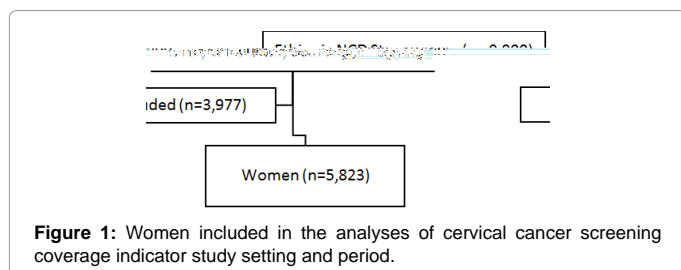 uded (n=3,977)
Women (n=5,823)
Figure 1: Women included in the analyses of cervical cancer screening
coverage indicator study setting and period.